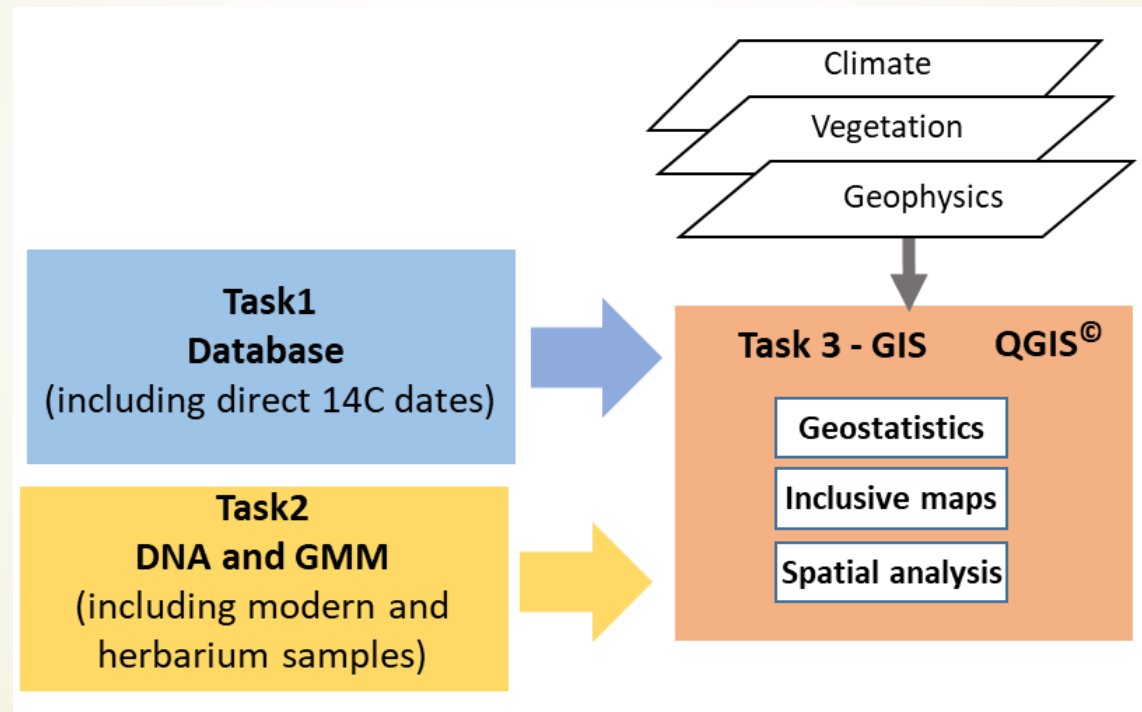 Climate
Vegetation
Geophysics
Task1
Database
(including direct 14C dates)
Task2
DNA and GMM
(including modern and
herbarium samples)
Task 3 - GIS QGIS©
Geostatistics
Inclusive maps
Spatial analysis